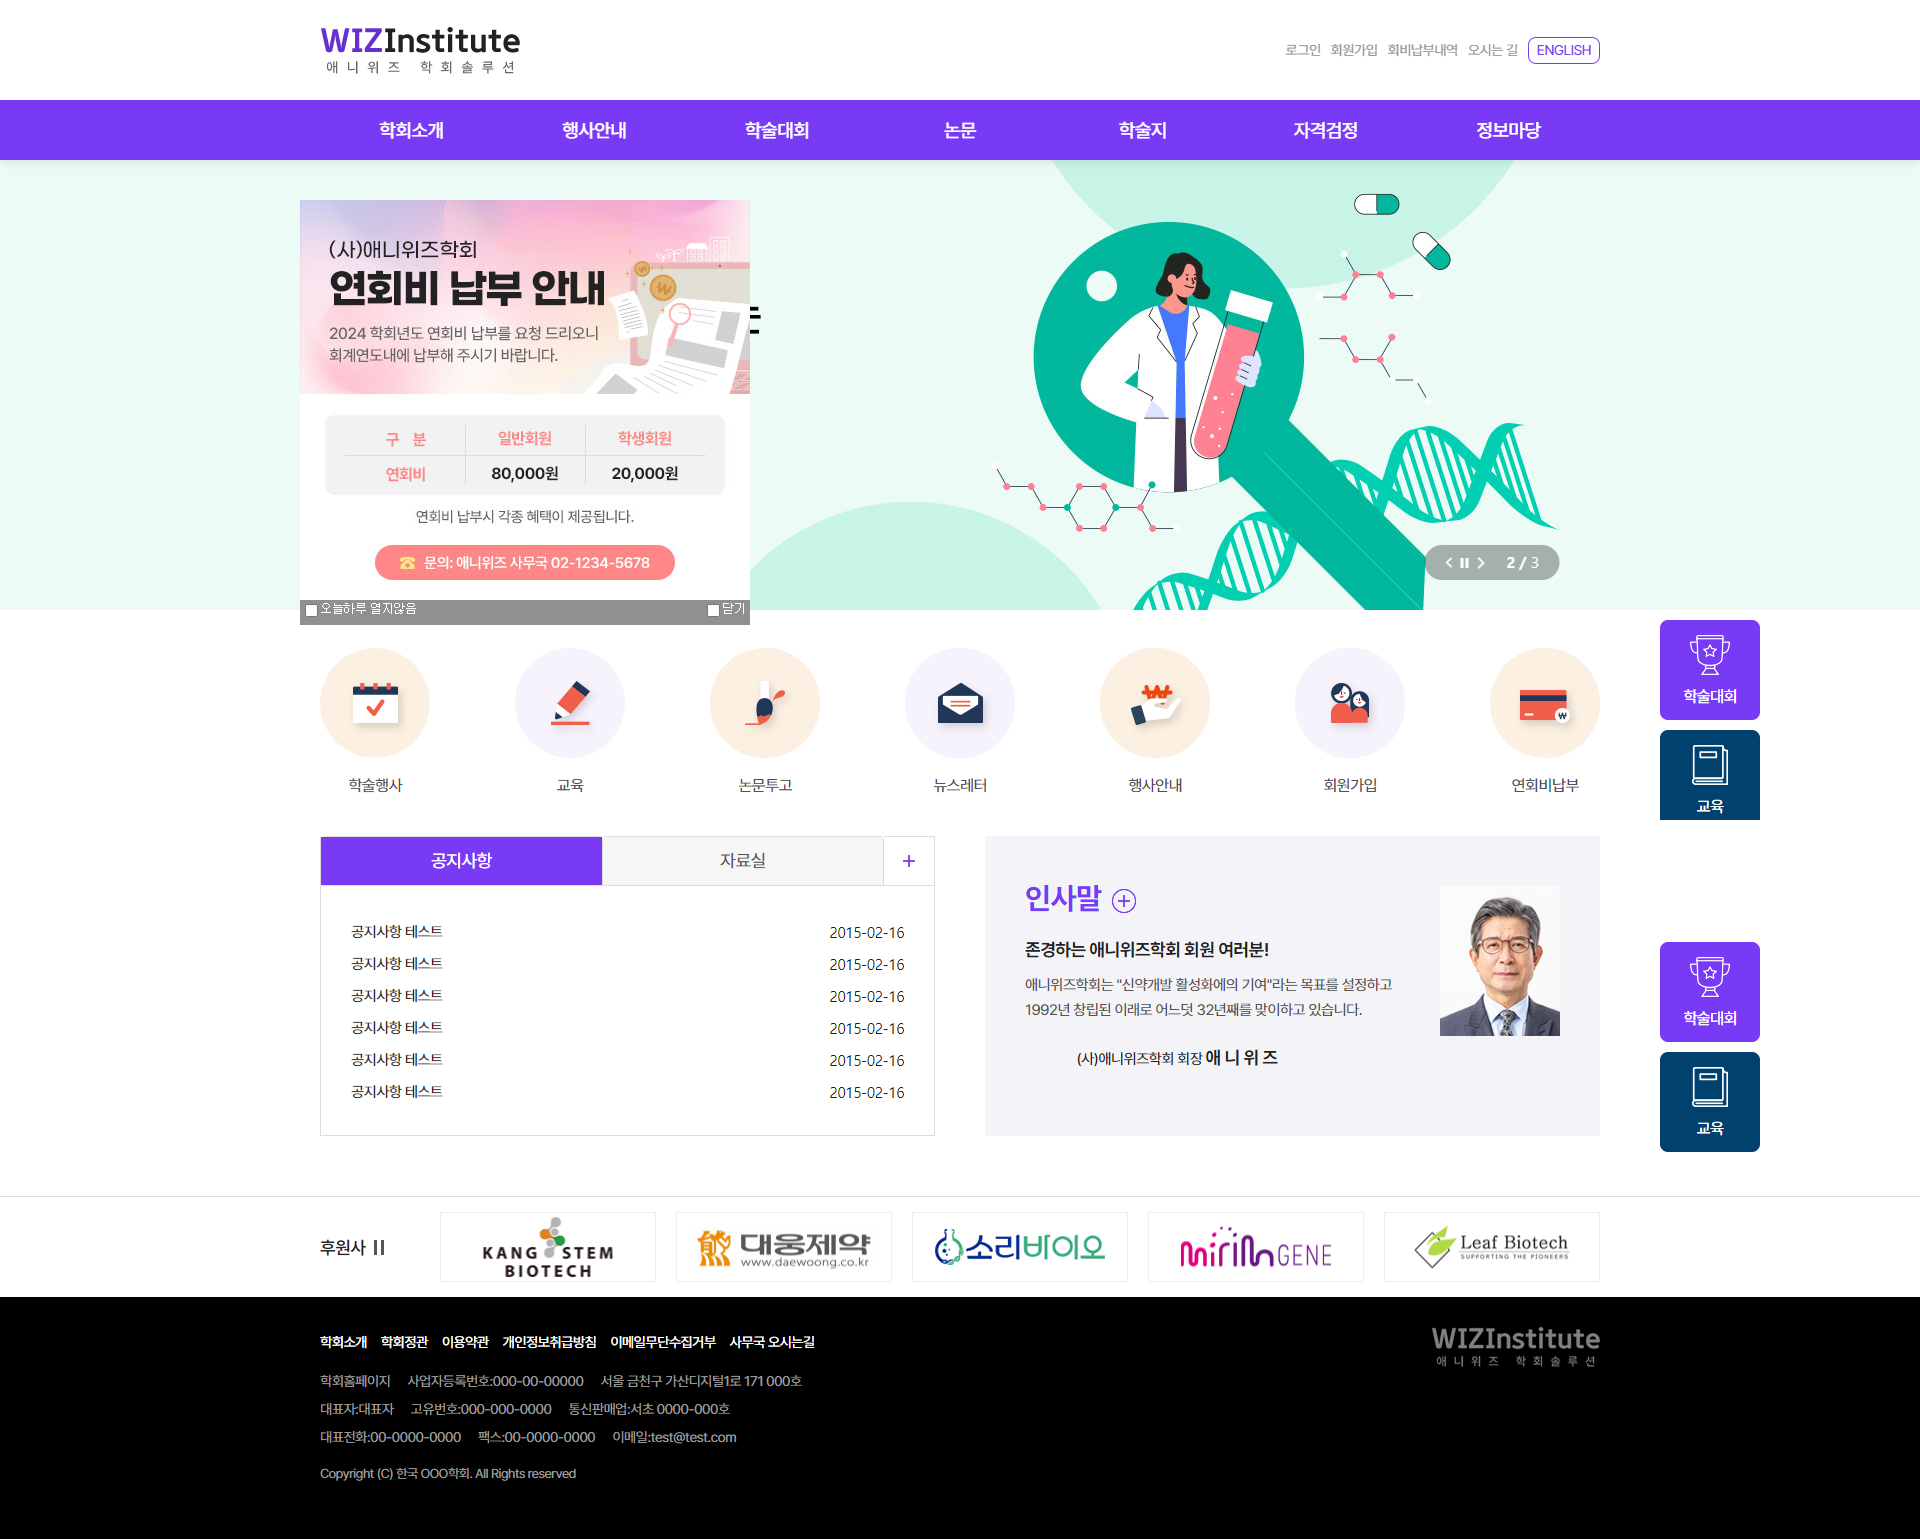 WIZInstitute
애니위즈 학회솔루션
로그인 회원가입 회비납부내역 오시는 길 ENGLISH
학회소개 행사안내 학술대회 논문 학술지 자격검정 정보마당
(사)애니위즈학회
연회비 납부 안내
2024 학회년도 연회비 납부를 요청 드리오니
회계연도내에 납부해 주시기 바랍니다.
구 분 일반회원 학생회원
연회비 80,000원 20,000원
연회비 납부시 각종 혜택이 제공됩니다.
문의: 애니위즈 사무국 02-1234-5678
오늘하루 열지않음 닫기
2 / 3
학술행사 교육 논문투고 뉴스레터 행사안내 회원가입 연회비납부
학술대회
교육
공지사항 자료실 +
공지사항 테스트 2015-02-16
공지사항 테스트 2015-02-16
공지사항 테스트 2015-02-16
공지사항 테스트 2015-02-16
공지사항 테스트 2015-02-16
공지사항 테스트 2015-02-16
인사말
존경하는 애니위즈학회 회원 여러분!
애니위즈학회는 "신약개발 활성화에의 기여"라는 목표를 설정하고
1992년 창립된 이래로 어느덧 32년째를 맞이하고 있습니다.
(사)애니위즈학회 회장 애 니 위 즈
학술대회
교육
후원사
KANG STEM
BIOTECH
대웅제약
www.daewoong.co.kr
소리바이오
miRiM GENE
Leaf Biotech
SUPPORTING THE PIONEERS
학회소개 학회정관 이용약관 개인정보취급방침 이메일무단수집거부 사무국 오시는길
WIZInstitute
애니위즈 학회솔루션
학회홈페이지 사업자등록번호:000-00-00000 서울 금천구 가산디지털1로 171 000호
대표자:대표자 고유번호:000-000-0000 통신판매업:서초 0000-000호
대표전화:00-0000-0000 팩스:00-0000-0000 이메일:test@test.com
Copyright (C) 한국 OOO학회. All Rights reserved